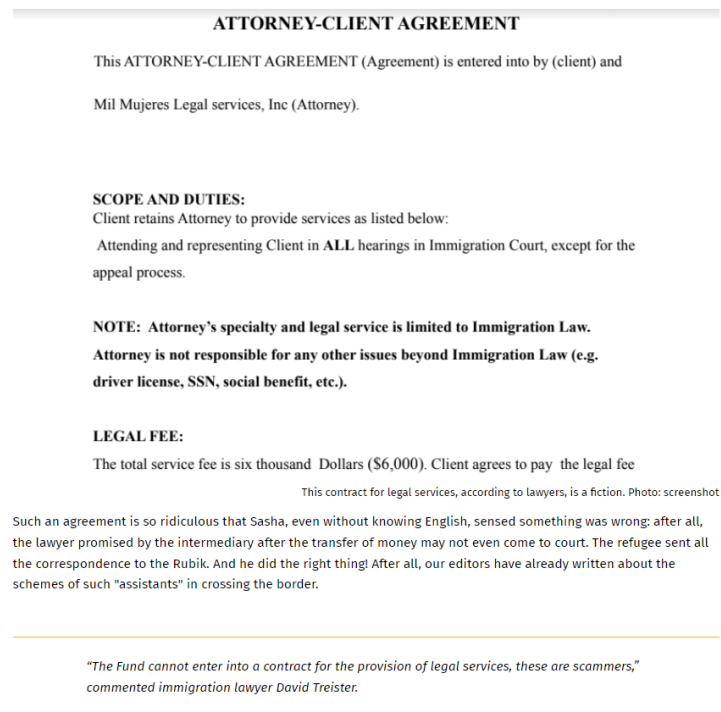 ATTORNEY-CLIENT AGREEMENT
This ATTORNEY-CLIENT AGREEMENT (Agreement) is entered into by (client) and
Mil Mujeres Legal services, Inc (Attorney).
SCOPE AND DUTIES:
Client retains Attorney to provide services as listed below:
Attending and representing Client in ALL hearings in Immigration Court, except for the
appeal process.
NOTE: Attorney's specialty and legal service is limited to Immigration Law.
Attorney is not responsible for any other issues beyond Immigration Law (e.g.
driver license, SSN, social benefit, etc.).
LEGAL FEE:
The total service fee is six thousand Dollars ($6,000). Client agrees to pay the legal fee
This contract for legal services, according to lawyers, is a fiction. Photo: screenshot
Such an agreement is so ridiculous that Sasha, even without knowing English, sensed something was wrong: after all,
the lawyer promised by the intermediary after the transfer of money may not even come to court. The refugee sent all
the correspondence to the Rubik. And he did the right thing! After all, our editors have already written about the
schemes of such "assistants" in crossing the border.
“The Fund cannot enter into a contract for the provision of legal services, these are scammers,”
commented immigration lawyer David Treister.